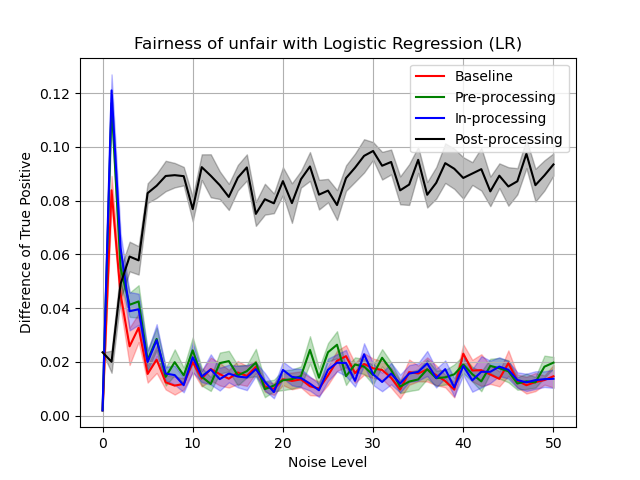 Fairness of unfair with Logistic Regression (LR)
Baseline
Pre-processing
In-processing
Post-processing
Difference of True Positive
0.12
0.10
0.08
0.06
0.04
0.02
0.00
0 10 20 30 40 50
Noise Level